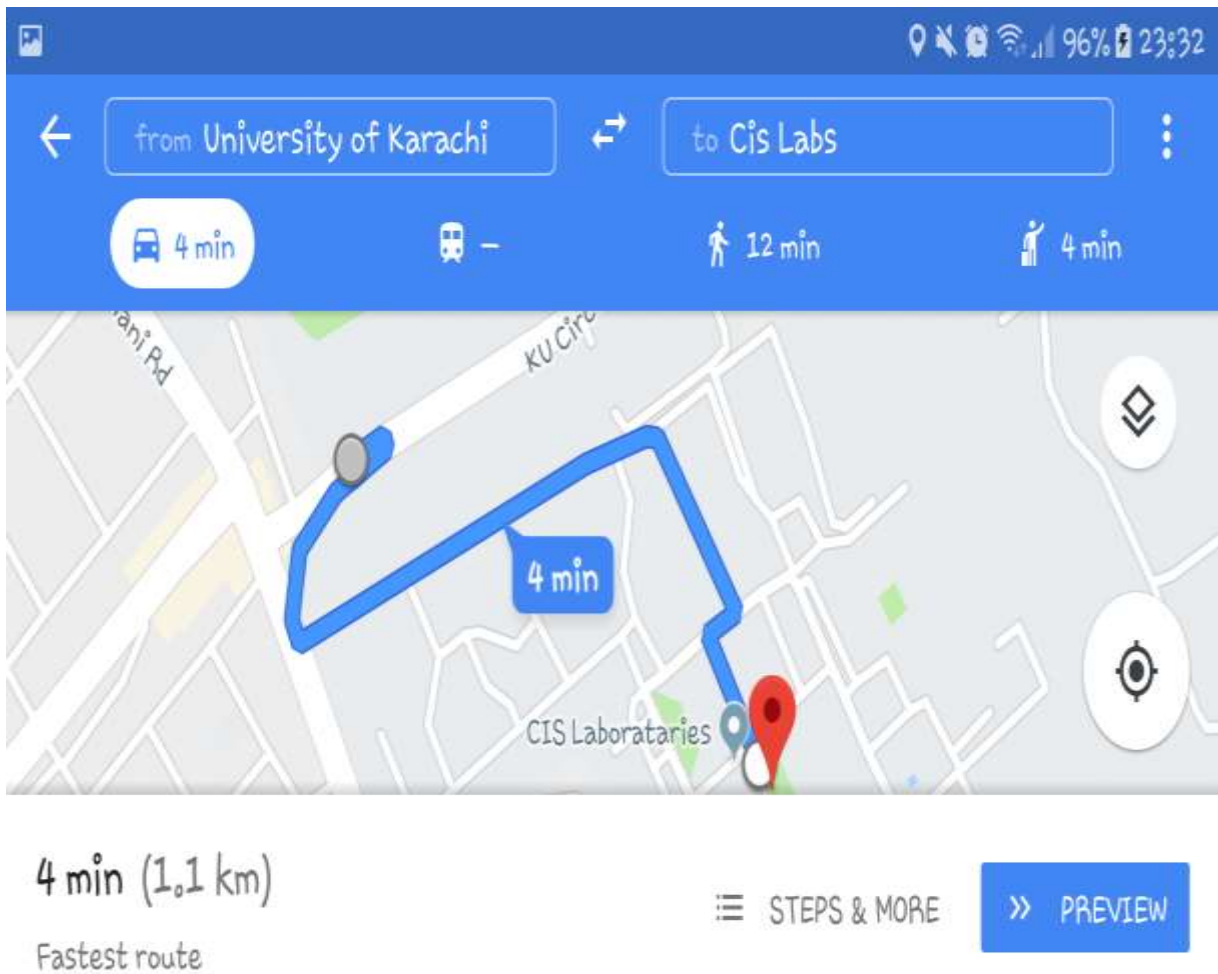 96% 23:32
from University of Karachi to Cis Labs
4 min – 12 min 4 min
ani Rd
KU Circ
4 min
CIS Laborataries
4 min (1,1 km)
STEPS & MORE PREVIEW
Fastest route